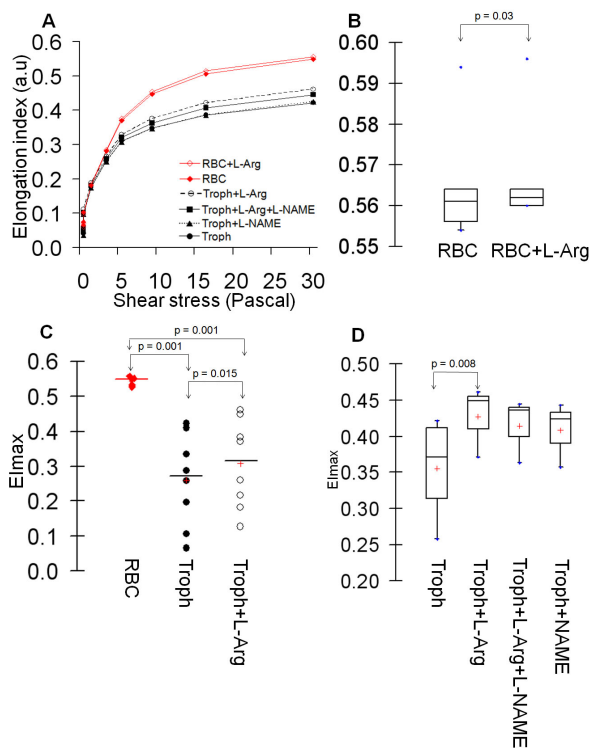 A
Elongation index (a.u)
0.6
0.5
0.4
0.3
0.2
0.1
0
RBC+L-Arg
RBC
Troph+L-Arg
Troph+L-Arg+L-NAME
Troph+L-NAME
Troph
0 5 10 15 20 25 30
Shear stress (Pascal)
B
p = 0.03
0.60
0.59
0.58
0.57
0.56
0.55
RBC RBC+L-Arg
C
p = 0.001
p = 0.001
p = 0.015
EImax
0.6
0.5
0.4
0.3
0.2
0.1
0.0
RBC
Troph
Troph+L-Arg
D
p = 0.008
EImax
0.50
0.45
0.40
0.35
0.30
0.25
0.20
Troph
Troph+L-Arg
Troph+L-Arg+L-NAME
Troph+NAME